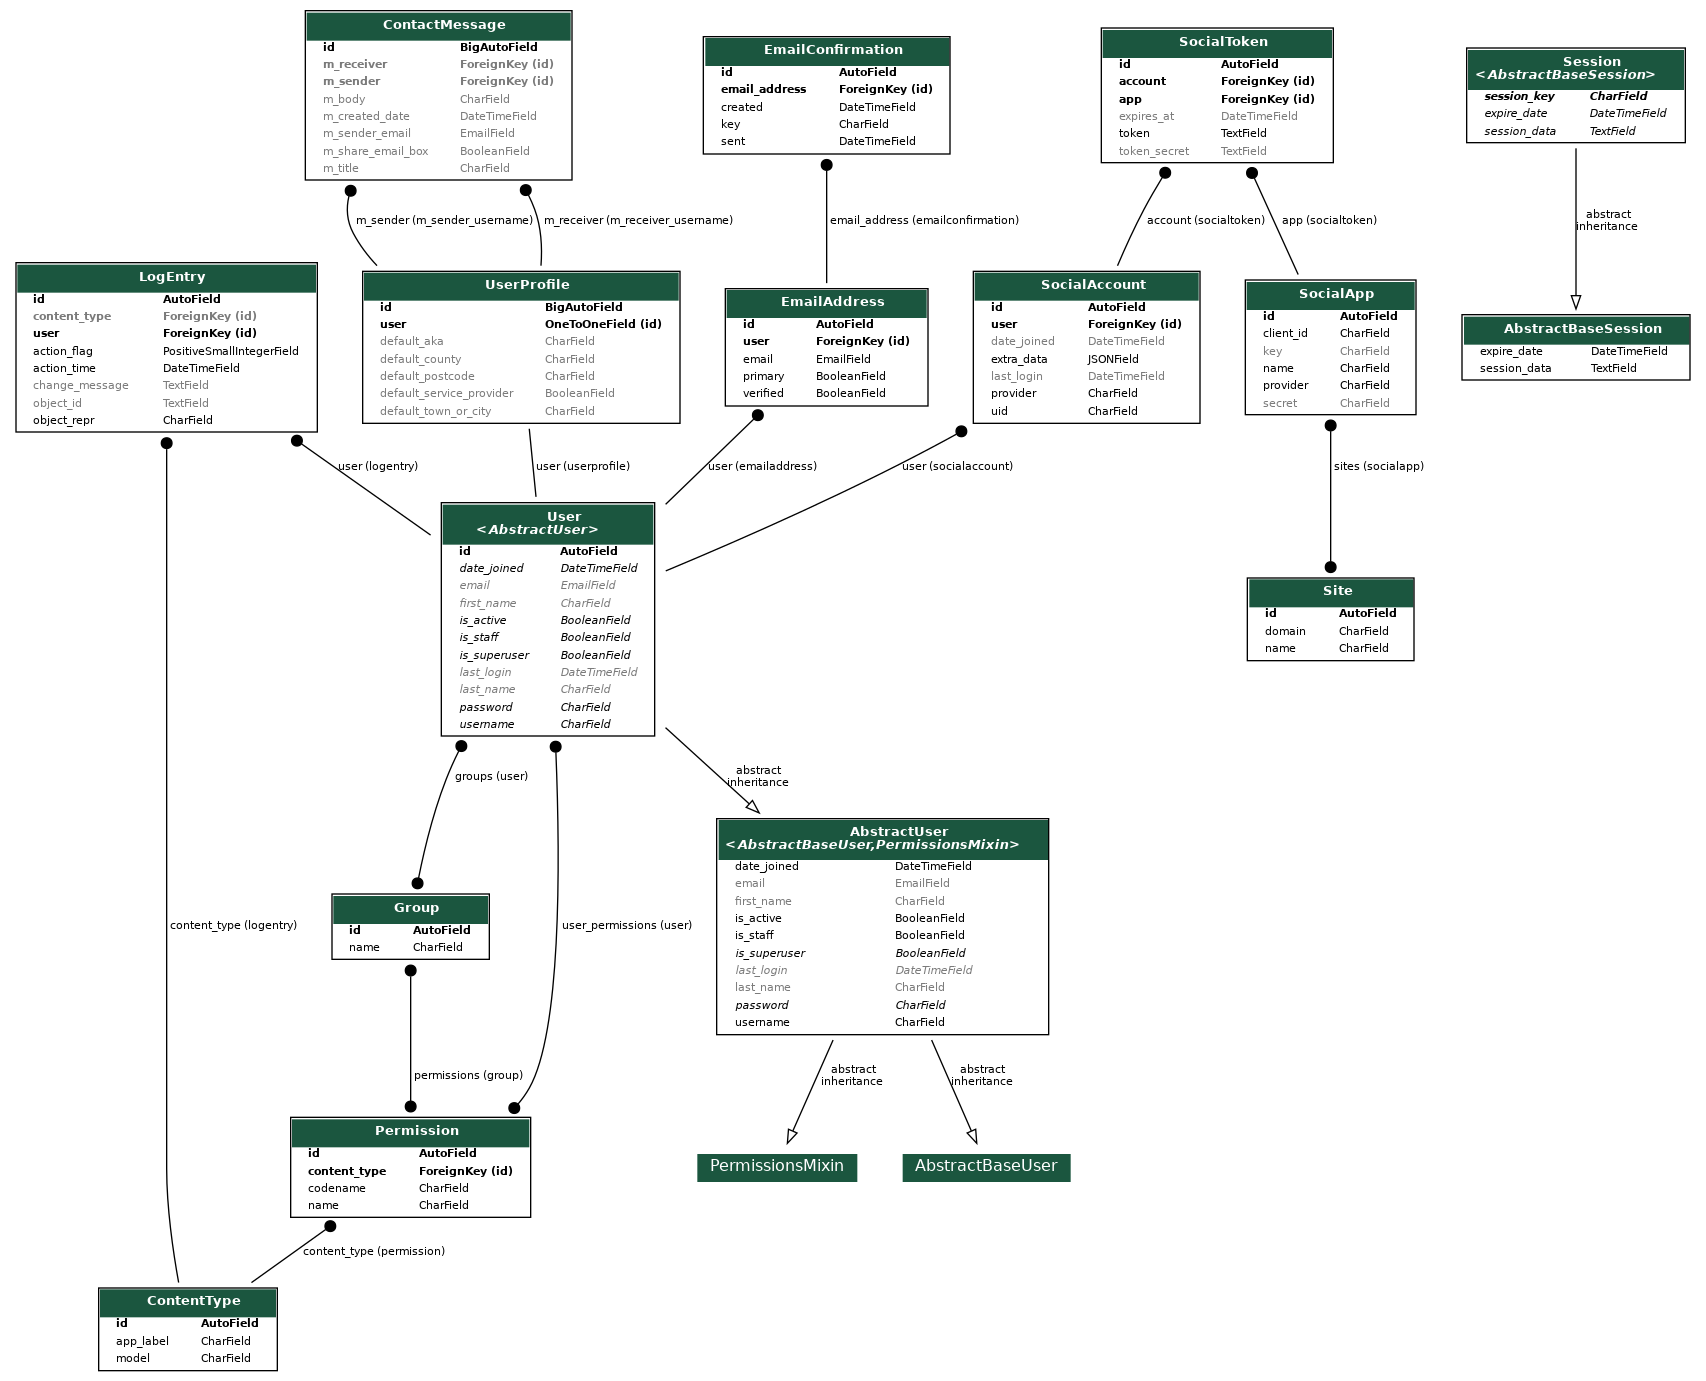 ContactMessage
id BigAutoField
m_receiver ForeignKey (id)
m_sender ForeignKey (id)
m_body CharField
m_created_date DateTimeField
m_sender_email EmailField
m_share_email_box BooleanField
m_title CharField
EmailConfirmation
id AutoField
email_address ForeignKey (id)
created DateTimeField
key CharField
sent DateTimeField
SocialToken
id AutoField
account ForeignKey (id)
app ForeignKey (id)
expires_at DateTimeField
token TextField
token_secret TextField
Session
<AbstractBaseSession>
session_key CharField
expire_date DateTimeField
session_data TextField
m_sender (m_sender_username)
m_receiver (m_receiver_username)
email_address (emailconfirmation)
account (socialtoken)
app (socialtoken)
abstract
inheritance
LogEntry
id AutoField
content_type ForeignKey (id)
user ForeignKey (id)
action_flag PositiveSmallIntegerField
action_time DateTimeField
change_message TextField
object_id TextField
object_repr CharField
UserProfile
id BigAutoField
user OneToOneField (id)
default_aka CharField
default_county CharField
default_postcode CharField
default_service_provider BooleanField
default_town_or_city CharField
EmailAddress
id AutoField
user ForeignKey (id)
email EmailField
primary BooleanField
verified BooleanField
SocialAccount
id AutoField
user ForeignKey (id)
date_joined DateTimeField
extra_data JSONField
last_login DateTimeField
provider CharField
uid CharField
SocialApp
id AutoField
client_id CharField
key CharField
name CharField
provider CharField
secret CharField
AbstractBaseSession
expire_date DateTimeField
session_data TextField
user (logentry)
user (userprofile)
user (emailaddress)
user (socialaccount)
sites (socialapp)
User
<AbstractUser>
id AutoField
date_joined DateTimeField
email EmailField
first_name CharField
is_active BooleanField
is_staff BooleanField
is_superuser BooleanField
last_login DateTimeField
last_name CharField
password CharField
username CharField
Site
id AutoField
domain CharField
name CharField
groups (user)
abstract
inheritance
AbstractUser
<AbstractBaseUser,PermissionsMixin>
date_joined DateTimeField
email EmailField
first_name CharField
is_active BooleanField
is_staff BooleanField
is_superuser BooleanField
last_login DateTimeField
last_name CharField
password CharField
username CharField
Group
id AutoField
name CharField
content_type (logentry)
user_permissions (user)
permissions (group)
abstract
inheritance
abstract
inheritance
Permission
id AutoField
content_type ForeignKey (id)
codename CharField
name CharField
PermissionsMixin
AbstractBaseUser
content_type (permission)
ContentType
id AutoField
app_label CharField
model CharField